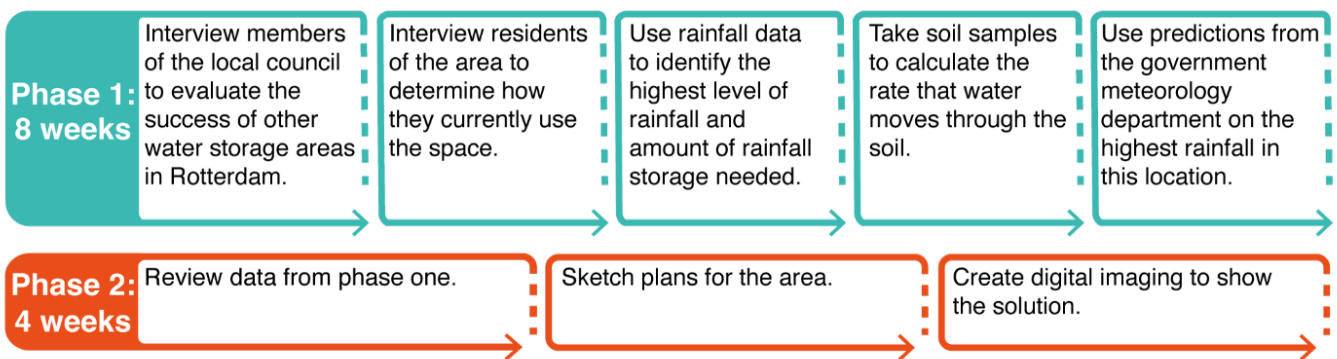 Phase 1:
8 weeks
Interview members
of the local council
to evaluate the
success of other
water storage areas
in Rotterdam.
Interview residents
of the area to
determine how
they currently use
the space.
Use rainfall data
to identify the
highest level of
rainfall and
amount of rainfall
storage needed.
Take soil samples
to calculate the
rate that water
moves through the
soil.
Use predictions from
the government
meteorology
department on the
highest rainfall in
this location.
Phase 2:
4 weeks
Review data from phase one.
Sketch plans for the area.
Create digital imaging to show
the solution.